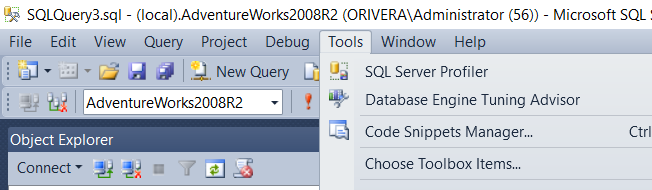 SQLQuery3.sql - (local).AdventureWorks2008R2 (ORIVERA\Administrator (56)) - Microsoft SQL S
File Edit View Query Project Debug Tools Window Help
New Query
AdventureWorks2008R2
Object Explorer
Connect
SQL Server Profiler
Database Engine Tuning Advisor
Code Snippets Manager... Ctrl
Choose Toolbox Items...